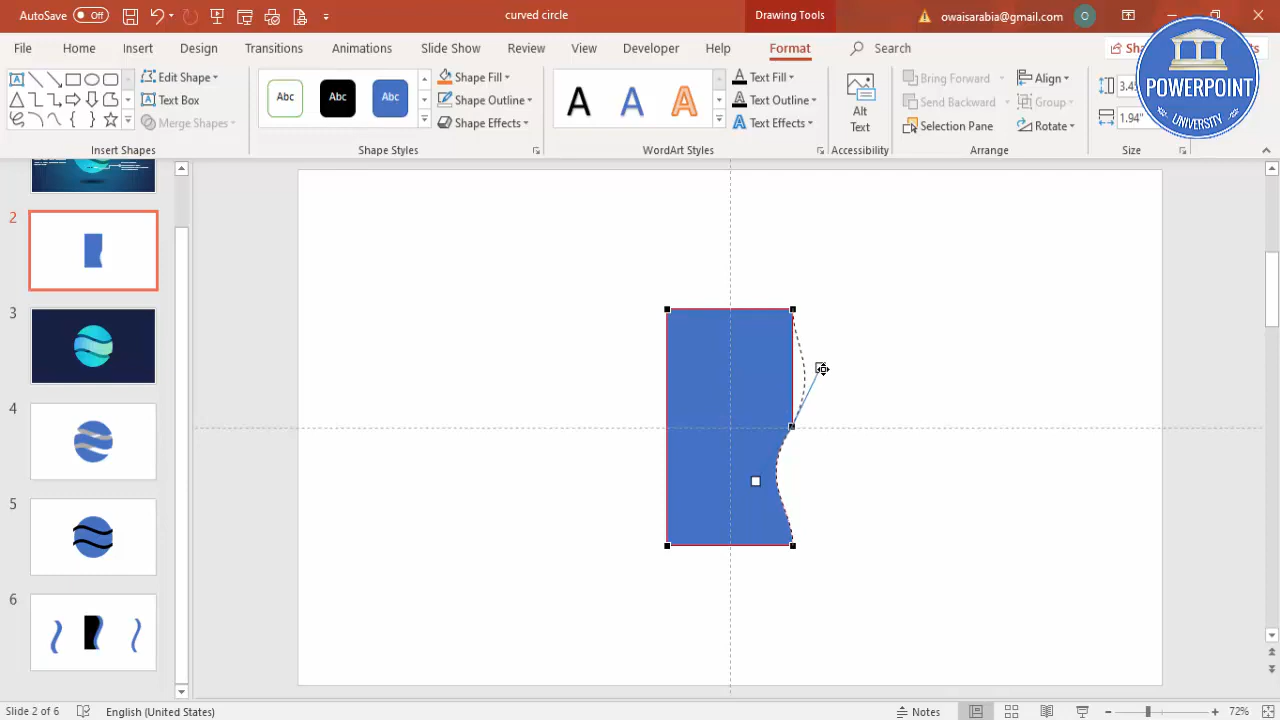 AutoSave Off curved circle Drawing Tools owaisarabia@gmail.com O
File Home Insert Design Transitions Animations Slide Show Review View Developer Help Format Search
Edit Shape Text Box Merge Shapes
Insert Shapes
Abc Abc Abc
Shape Fill Shape Outline Shape Effects
Shape Styles
A A A
Text Fill Text Outline Text Effects
WordArt Styles
Alt Text
Accessibility
Bring Forward Send Backward Selection Pane
Align Group Rotate
Arrange
1.94"
Size
POWERPOINT
UNIVERSITY
2
3
4
5
6
Slide 2 of 6 English (United States) Notes 72%